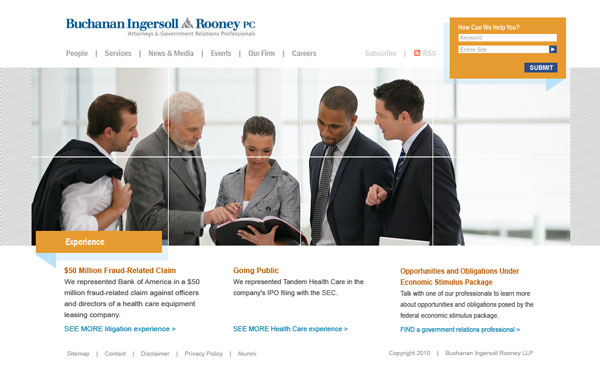 Buchanan Ingersoll & Rooney PC
Attorneys & Government Relations Professionals
People | Services | News & Media | Events | Our Firm | Careers
Subscribe | RSS
How Can We Help You?
Keyword
Entire Site
SUBMIT
Experience
$50 Million Fraud-Related Claim
We represented Bank of America in a $50
million fraud-related claim against officers
and directors of a health care equipment
leasing company.
SEE MORE litigation experience >
Going Public
We represented Tandem Health Care in the
company's IPO filing with the SEC.
SEE MORE Health Care experience >
Opportunities and Obligations Under
Economic Stimulus Package
Talk with one of our professionals to learn more
about opportunities and obligations posed by the
federal economic stimulus package.
FIND a government relations professional >
Sitemap | Contact | Disclaimer | Privacy Policy | Alumni
Copyright 2010 | Buchanan Ingersoll Rooney LLP